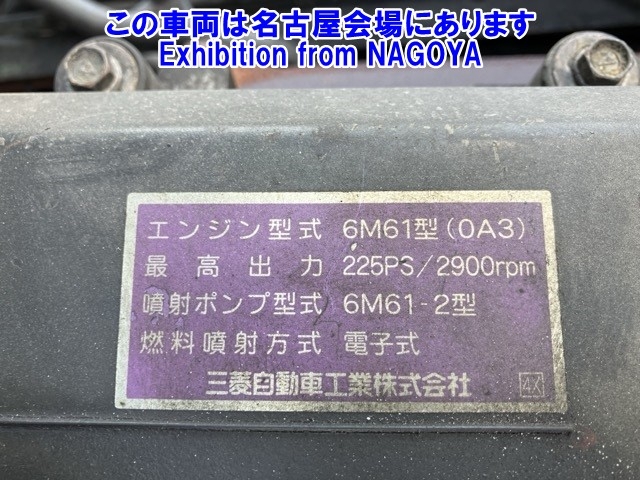 この車両は名古屋会場にあります
Exhibition from NAGOYA
エンジン型式 6M61型(0A3)
最高出力 225PS/2900rpm
噴射ポンプ型式 6M61-2型
燃料噴射方式 電子式
三菱自動車工業株式会社